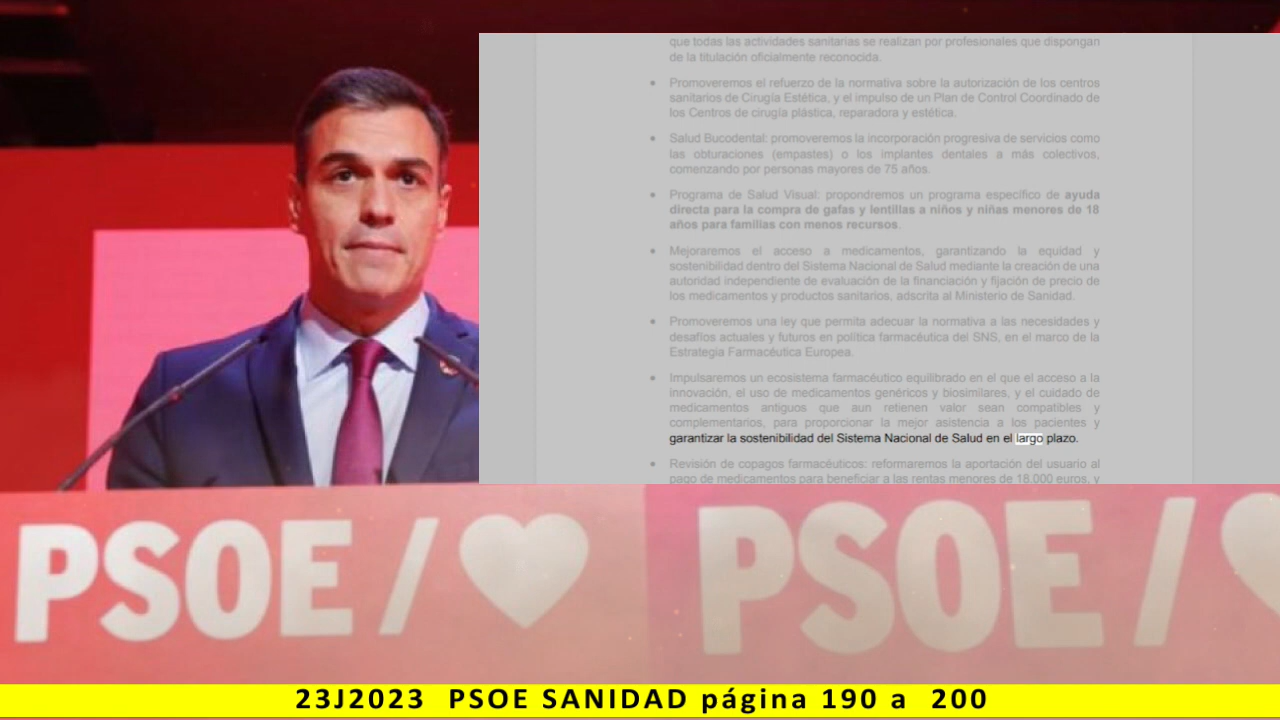 que todas las actividades sanitarias se realizan por profesionales que dispongan
de la titulación oficialmente reconocida.
• Promoveremos el refuerzo de la normativa sobre la autorización de los centros
sanitarios de Cirugía Estética, y el impulso de un Plan de Control Coordinado de
los Centros de cirugía plástica, reparadora y estética.
• Salud Bucodental: promoveremos la incorporación progresiva de servicios como
las obturaciones (empastes) o los implantes dentales a más colectivos,
comenzando por personas mayores de 75 años.
• Programa de Salud Visual: propondremos un programa específico de ayuda
directa para la compra de gafas y lentillas a niños y niñas menores de 18
años para familias con menos recursos.
• Mejoraremos el acceso a medicamentos, garantizando la equidad y
sostenibilidad dentro del Sistema Nacional de Salud mediante la creación de una
autoridad independiente de evaluación de la financiación y fijación de precio de
los medicamentos y productos sanitarios, adscrita al Ministerio de Sanidad.
• Promoveremos una ley que permita adecuar la normativa a las necesidades y
desafíos actuales y futuros en política farmacéutica del SNS, en el marco de la
Estrategia Farmacéutica Europea.
• Impulsaremos un ecosistema farmacéutico equilibrado en el que el acceso a la
innovación, el uso de medicamentos genéricos y biosimilares, y el cuidado de
medicamentos antiguos que aun retienen valor sean compatibles y
complementarios, para proporcionar la mejor asistencia a los pacientes y
garantizar la sostenibilidad del Sistema Nacional de Salud en el largo plazo.
• Revisión de copagos farmacéuticos: reformaremos la aportación del usuario al
pago de medicamentos para beneficiar a las rentas menores de 18.000 euros, y
PSOE/ PSOE/
23J2023 PSOE SANIDAD página 190 a 200